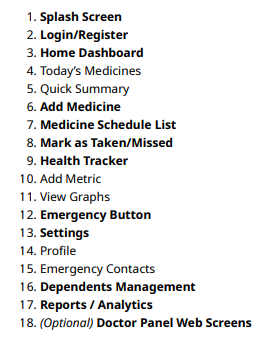 1. Splash Screen
2. Login/Register
3. Home Dashboard
4. Today's Medicines
5. Quick Summary
6. Add Medicine
7. Medicine Schedule List
8. Mark as Taken/Missed
9. Health Tracker
10. Add Metric
11. View Graphs
12. Emergency Button
13. Settings
14. Profile
15. Emergency Contacts
16. Dependents Management
17. Reports / Analytics
18. (Optional) Doctor Panel Web Screens